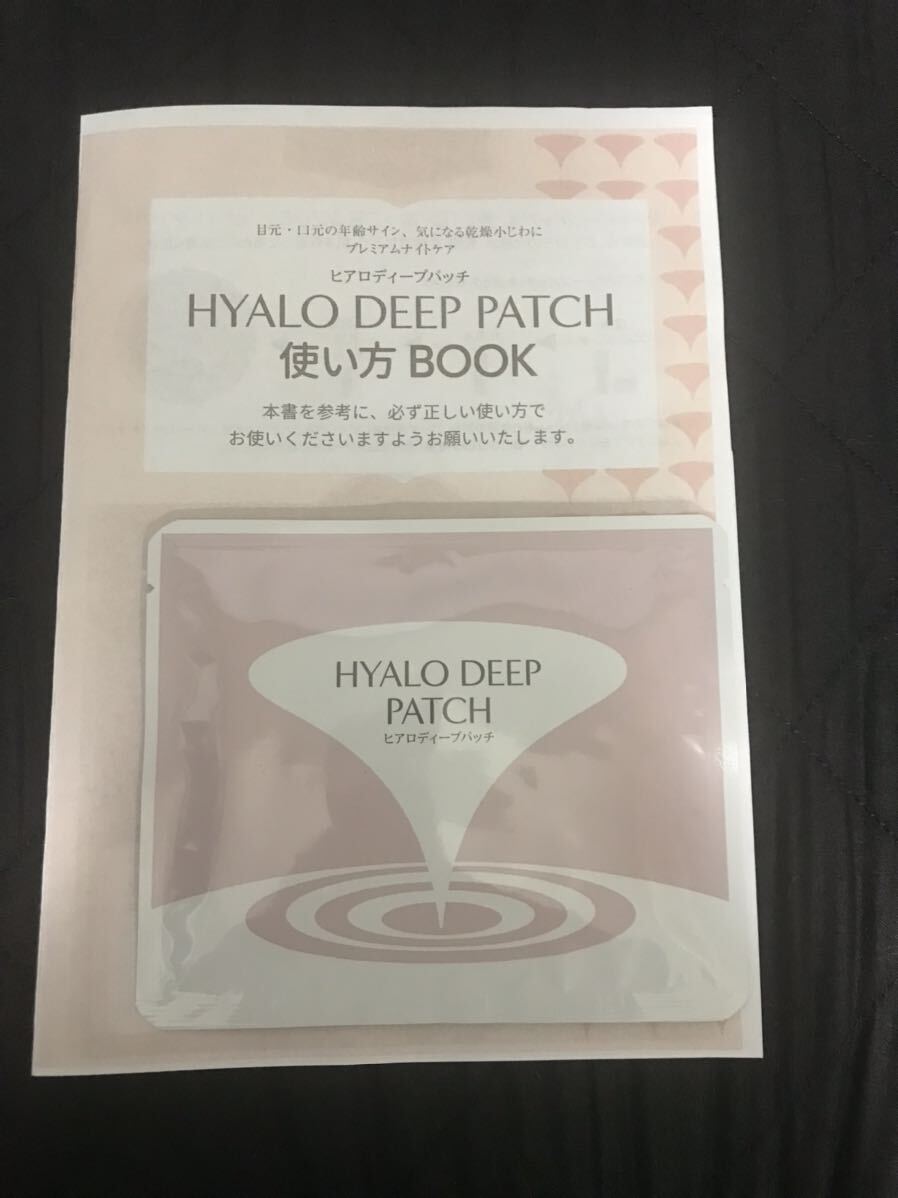 目元・口元の年齢サイン、気になる乾燥小じわに
プレミアムナイトケア
ヒアロディープパッチ
HYALO DEEP PATCH
使い方 BOOK
本書を参考に、必ず正しい使い方で
お使いくださいますようお願いいたします。
HYALO DEEP
PATCH
ヒアロディープパッチ